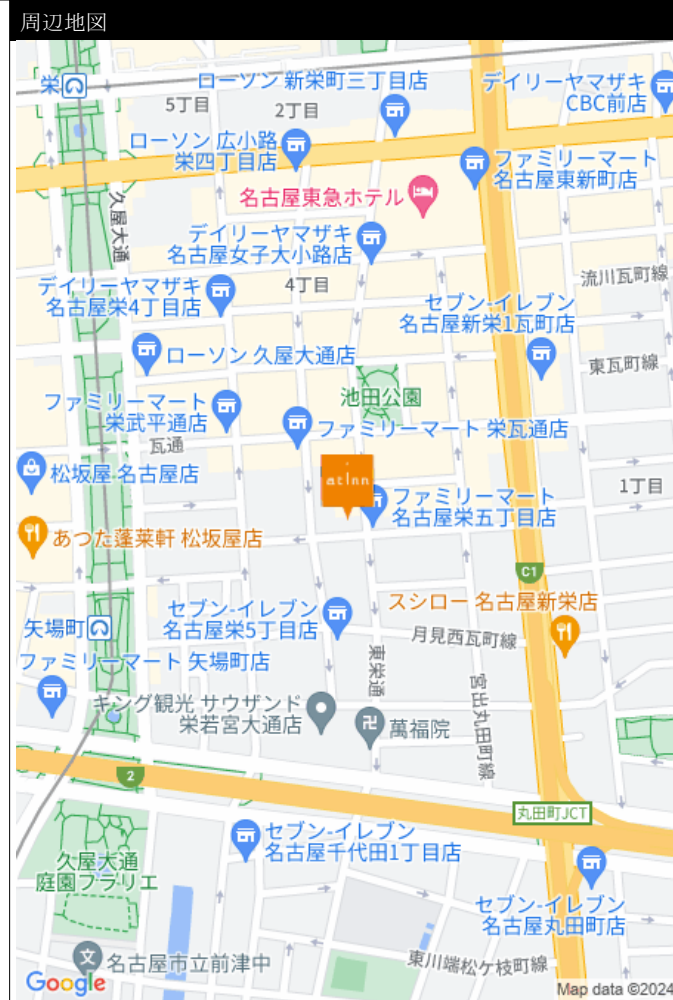 周辺地図
栄
ローソン 新栄町三丁目店
デイリーヤマザキ
CBC前店
5丁目
2丁目
ローソン 広小路
栄四丁目店
ファミリーマート
名古屋東新町店
久屋大通
名古屋東急ホテル
デイリーヤマザキ
名古屋女子大小路店
4丁目
流川瓦町線
デイリーヤマザキ
名古屋栄4丁目店
セブン-イレブン
名古屋新栄1瓦町店
ローソン 久屋大通店
東瓦町線
池田公園
ファミリーマート
栄武平通店
ファミリーマート 栄瓦通店
瓦通
松坂屋 名古屋店
at inn
1丁目
ファミリーマート
名古屋栄五丁目店
あつた蓬莱軒 松坂屋店
C1
スシロー 名古屋新栄店
セブン-イレブン
名古屋栄5丁目店
矢場町
月見西瓦町線
ファミリーマート 矢場町店
東栄通
宮出丸田町線
キング観光 サウザンド
栄若宮大通店
萬福院
2
丸田町JCT
セブン-イレブン
名古屋千代田1丁目店
久屋大通
庭園フラリエ
セブン-イレブン
名古屋丸田町店
名古屋市立前津中
東川端松ケ枝町線
Google
Map data ©2024